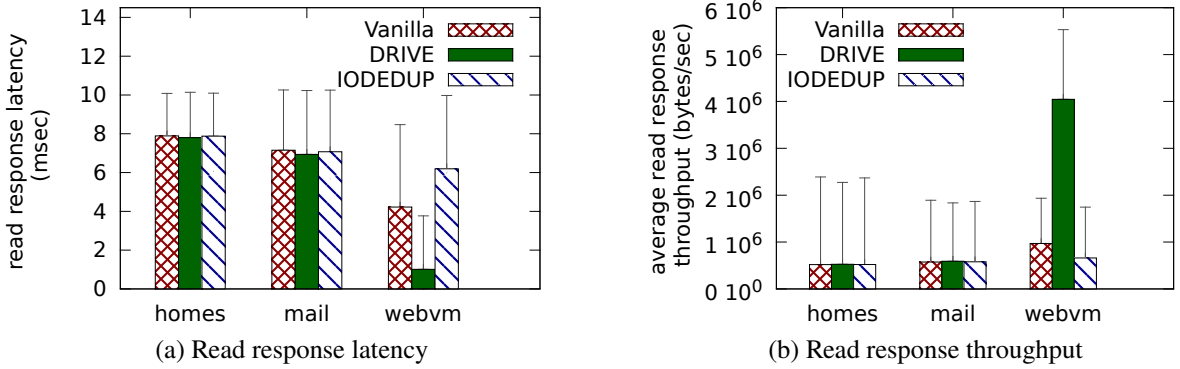 read response latency
(msec)
14
12
10
8
6
4
2
0
Vanilla
DRIVE
IODEDUP
homes mail webvm
(a) Read response latency
average read response
throughput (bytes/sec)
6 10^6
5 10^6
4 10^6
3 10^6
2 10^6
1 10^6
0 10^0
Vanilla
DRIVE
IODEDUP
homes mail webvm
(b) Read response throughput